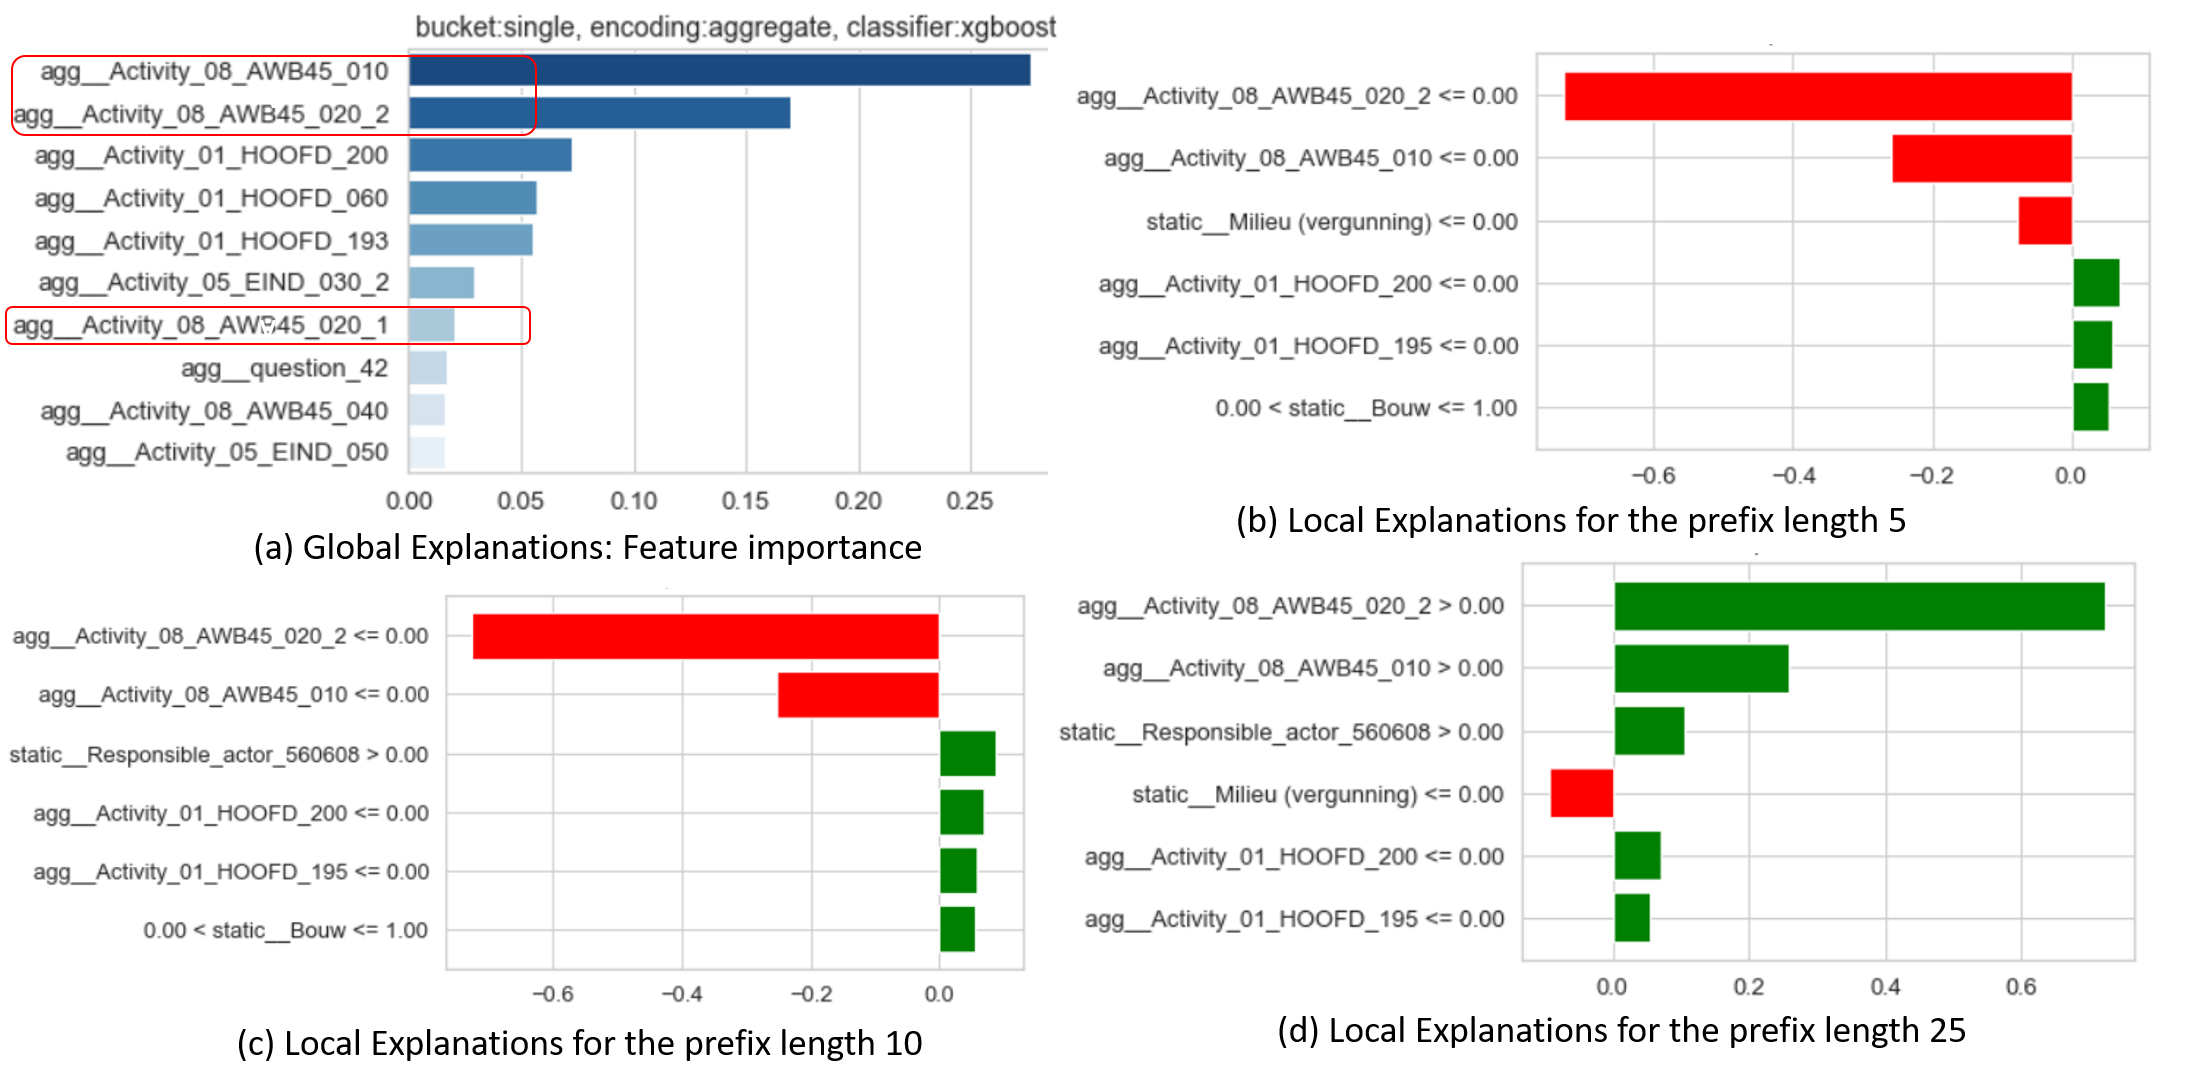 bucket:single, encoding:aggregate, classifier:xgboost
agg__Activity_08_AWB45_010
agg__Activity_08_AWB45_020_2
agg__Activity_01_HOOFD_200
agg__Activity_01_HOOFD_060
agg__Activity_01_HOOFD_193
agg__Activity_05_EIND_030_2
agg__Activity_08_AWB45_020_1
agg__question_42
agg__Activity_08_AWB45_040
agg__Activity_05_EIND_050
0.00 0.05 0.10 0.15 0.20 0.25
(a) Global Explanations: Feature importance
agg__Activity_08_AWB45_020_2 <= 0.00
agg__Activity_08_AWB45_010 <= 0.00
static__Milieu (vergunning) <= 0.00
agg__Activity_01_HOOFD_200 <= 0.00
agg__Activity_01_HOOFD_195 <= 0.00
0.00 < static__Bouw <= 1.00
−0.6 −0.4 −0.2 0.0
(b) Local Explanations for the prefix length 5
agg__Activity_08_AWB45_020_2 <= 0.00
agg__Activity_08_AWB45_010 <= 0.00
static__Responsible_actor_560608 > 0.00
agg__Activity_01_HOOFD_200 <= 0.00
agg__Activity_01_HOOFD_195 <= 0.00
0.00 < static__Bouw <= 1.00
−0.6 −0.4 −0.2 0.0
(c) Local Explanations for the prefix length 10
agg__Activity_08_AWB45_020_2 > 0.00
agg__Activity_08_AWB45_010 > 0.00
static__Responsible_actor_560608 > 0.00
static__Milieu (vergunning) <= 0.00
agg__Activity_01_HOOFD_200 <= 0.00
agg__Activity_01_HOOFD_195 <= 0.00
0.0 0.2 0.4 0.6
(d) Local Explanations for the prefix length 25